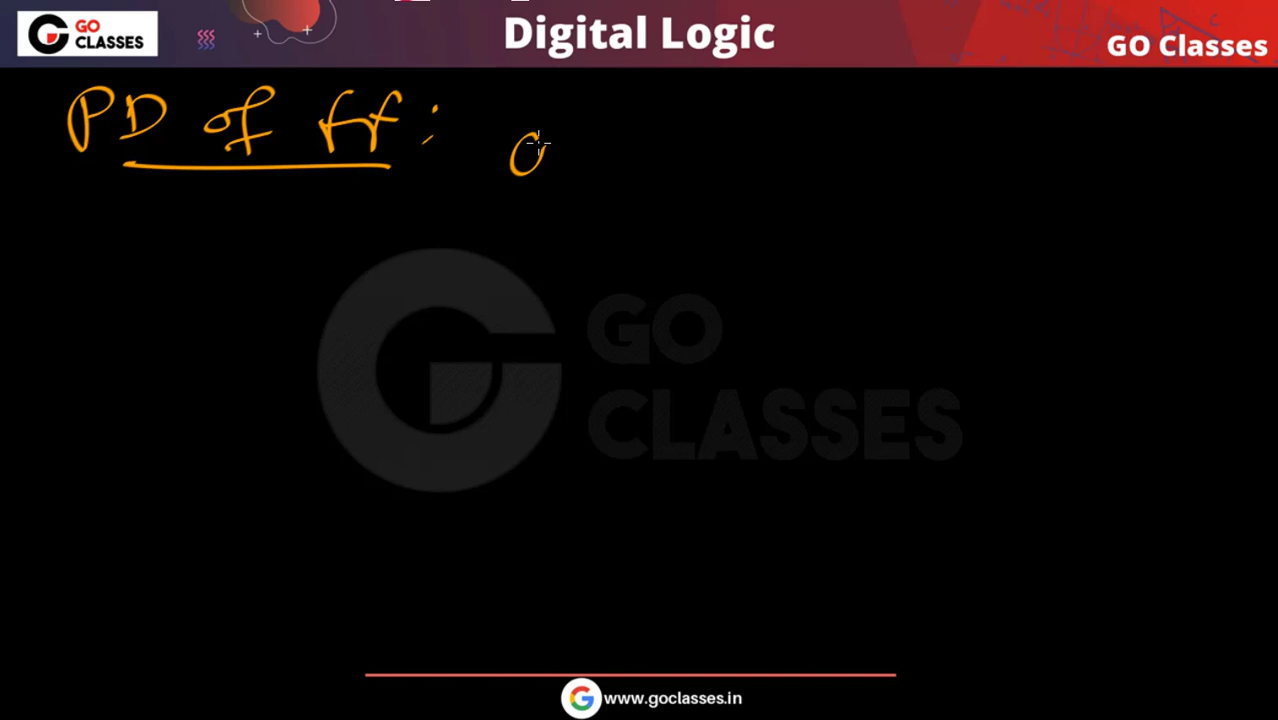 GO
CLASSES
Digital Logic
GO Classes
PD of ff :
GO
CLASSES
www.goclasses.in